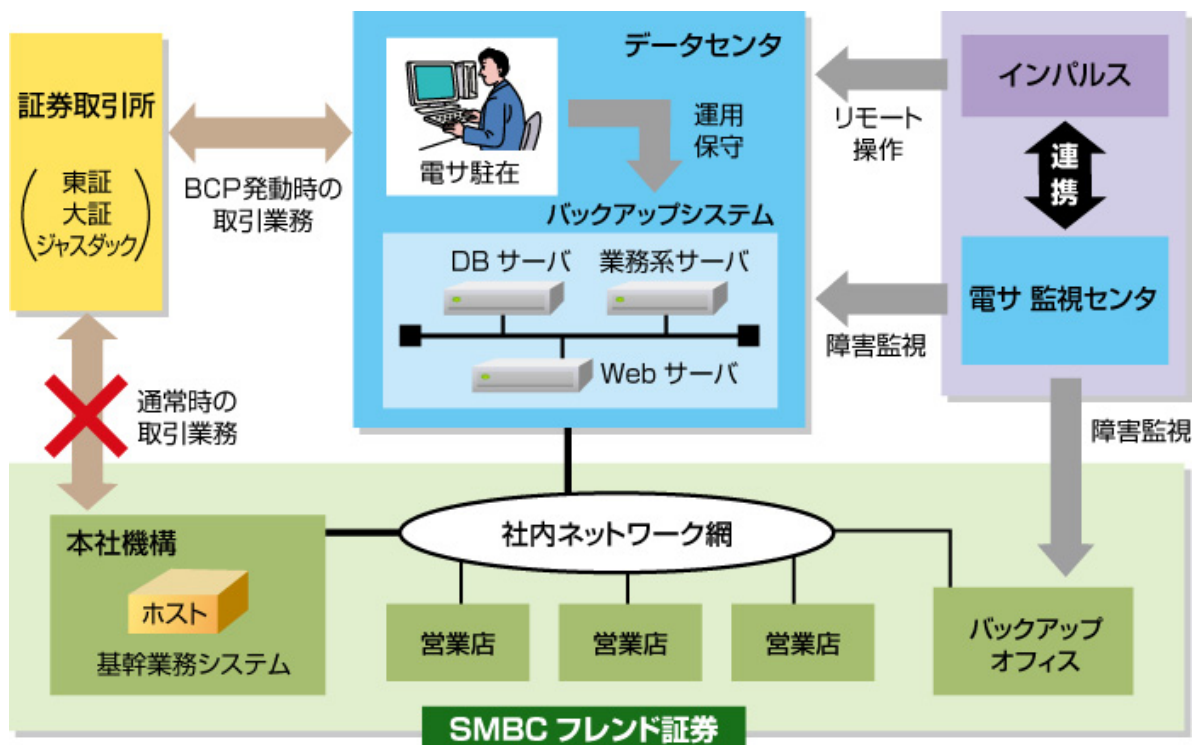 証券取引所
東証
大証
ジャスダック
BCP発動時の
取引業務
データセンタ
電サ駐在
運用
保守
バックアップシステム
DB サーバ
業務系サーバ
Web サーバ
リモート
操作
インパルス
連携
電サ 監視センタ
障害監視
障害監視
通常時の
取引業務
本社機構
ホスト
基幹業務システム
社内ネットワーク網
営業店
営業店
営業店
バックアップ
オフィス
SMBC フレンド証券